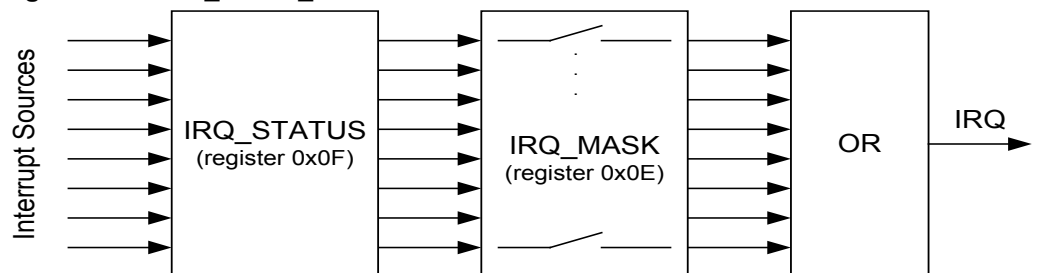 Interrupt Sources
IRQ_STATUS
(register 0x0F)
IRQ_MASK
(register 0x0E)
OR
IRQ